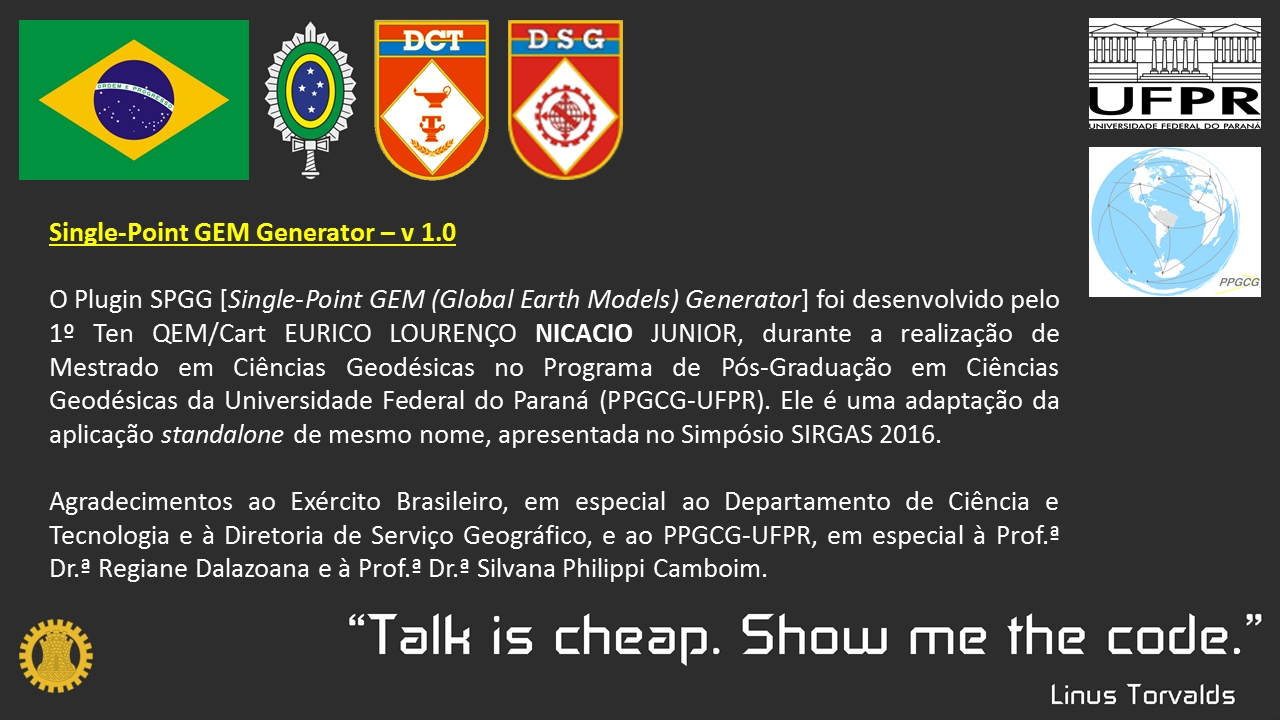 ORDEM E PROGRESSO
DCT
DSG
UFPR
UNIVERSIDADE FEDERAL DO PARANÁ
PPGCG
Single-Point GEM Generator – v 1.0
O Plugin SPGG [Single-Point GEM (Global Earth Models) Generator] foi desenvolvido pelo
1º Ten QEM/Cart EURICO LOURENÇO NICACIO JUNIOR, durante a realização de
Mestrado em Ciências Geodésicas no Programa de Pós-Graduação em Ciências
Geodésicas da Universidade Federal do Paraná (PPGCG-UFPR). Ele é uma adaptação da
aplicação standalone de mesmo nome, apresentada no Simpósio SIRGAS 2016.
Agradecimentos ao Exército Brasileiro, em especial ao Departamento de Ciência e
Tecnologia e à Diretoria de Serviço Geográfico, e ao PPGCG-UFPR, em especial à Prof.ª
Dr.ª Regiane Dalazoana e à Prof.ª Dr.ª Silvana Philippi Camboim.
“Talk is cheap. Show me the code.”
Linus Torvalds